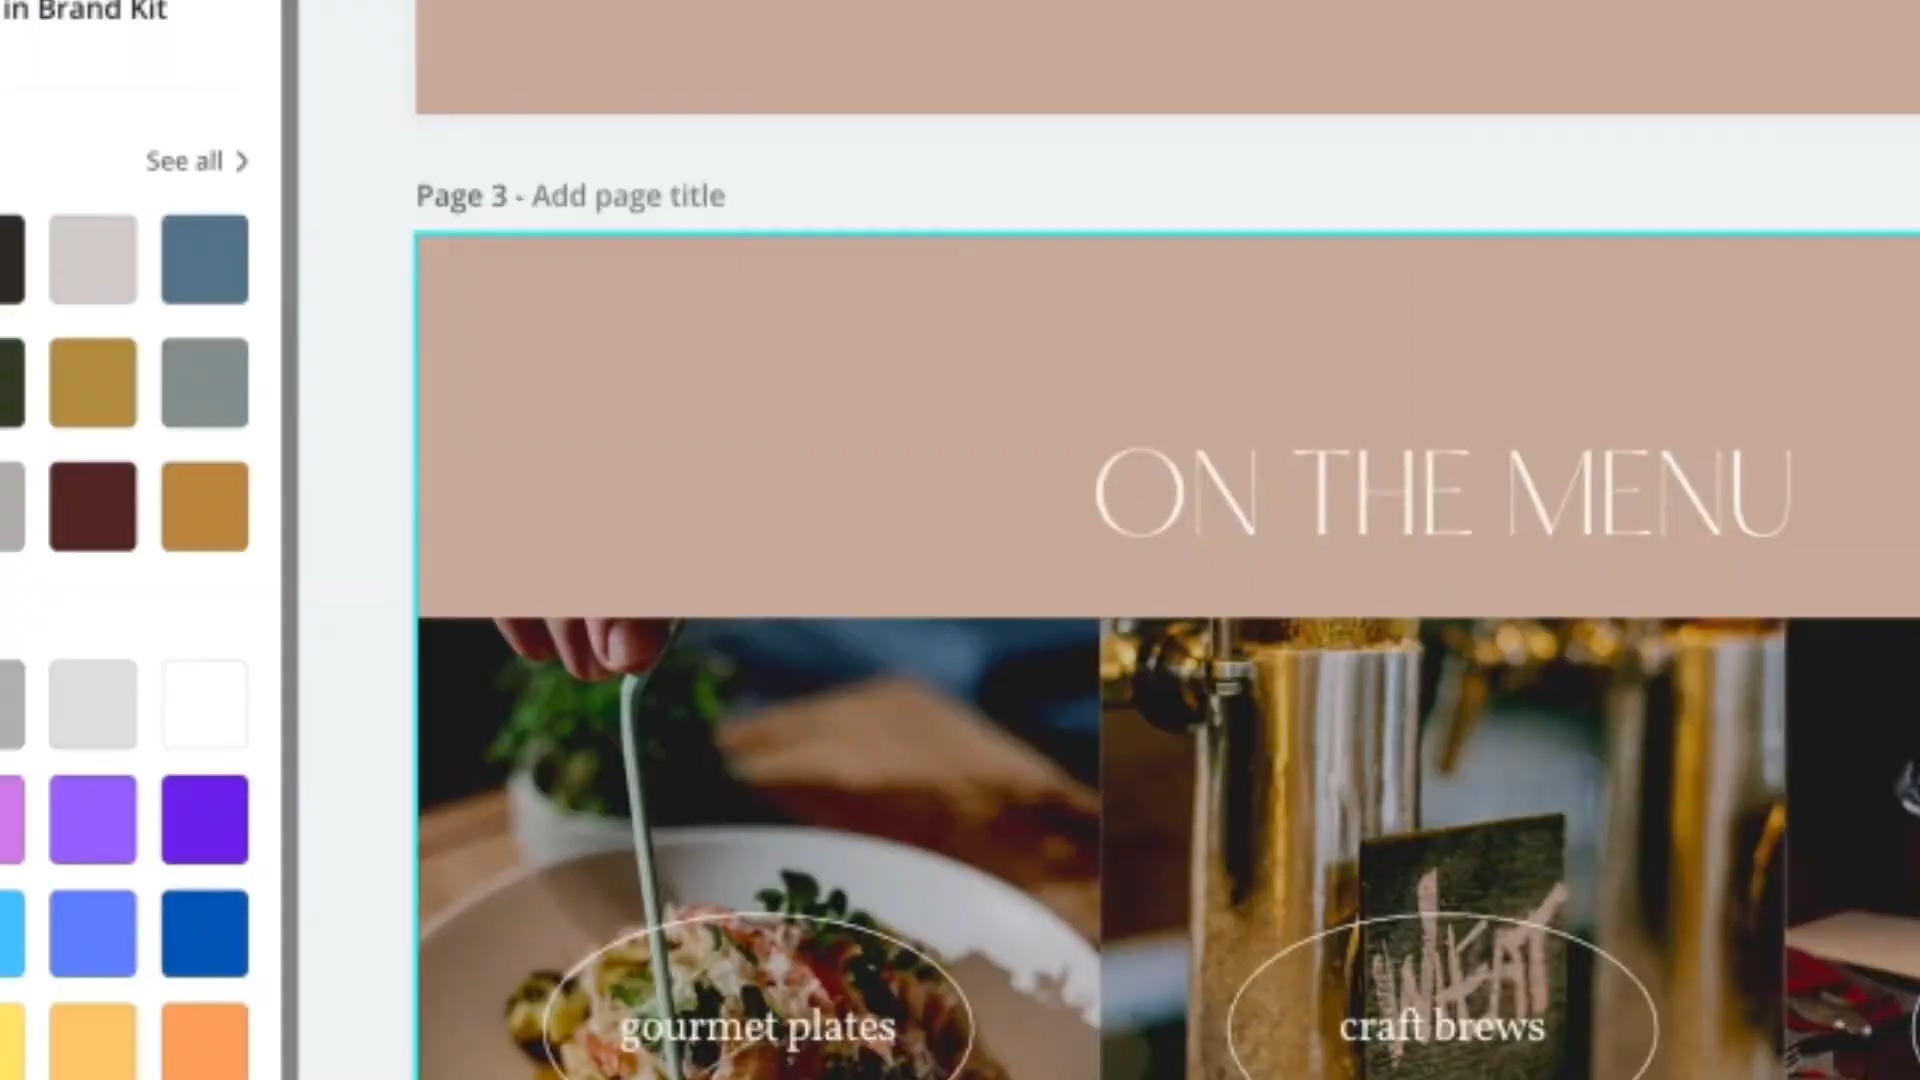 in Brand Kit
See all
Page 3 - Add page title
ON THE MENU
gourmet plates
craft brews